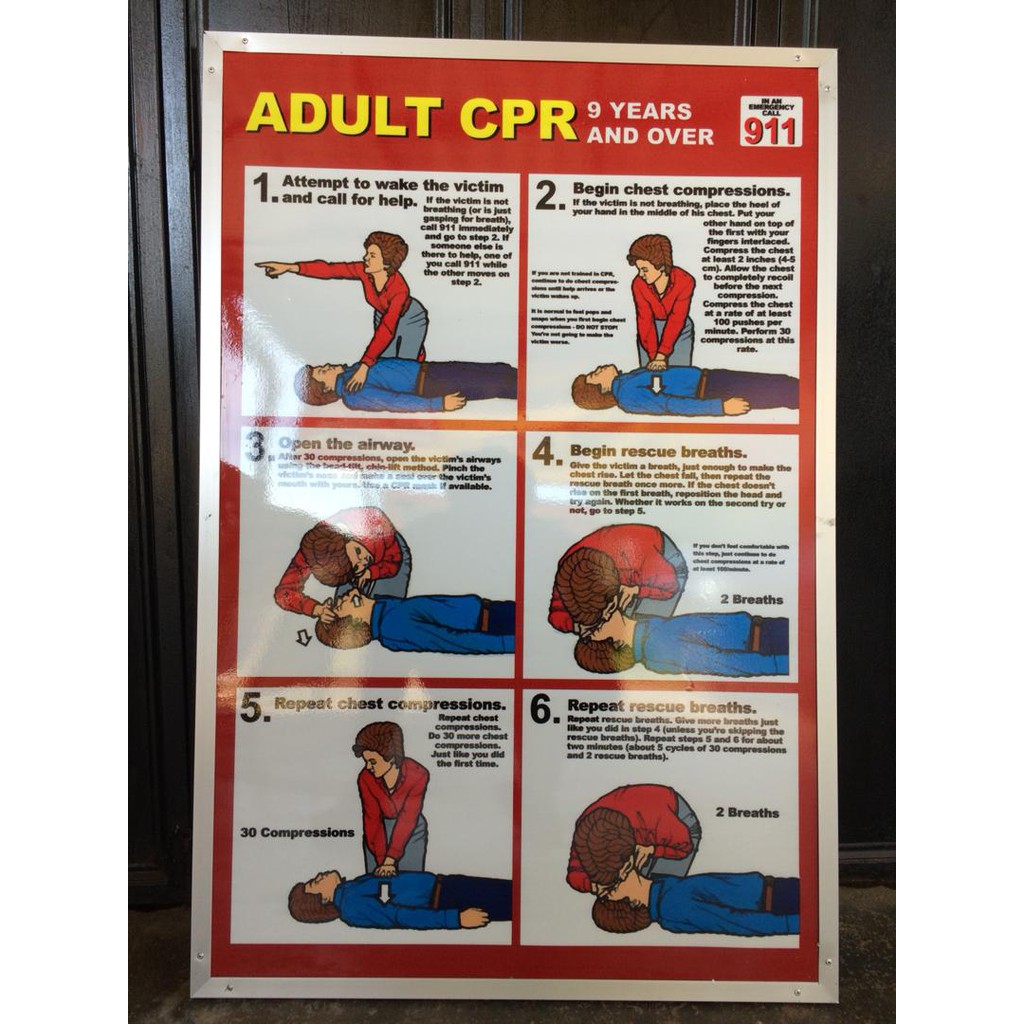 ADULT CPR
9 YEARS
AND OVER
IN AN
EMERGENCY
CALL
911
1.
Attempt to wake the victim
and call for help.
If the victim is not
breathing (or is just
gasping for breath),
call 911 immediately
and go to step 2. If
someone else is
there to help, one of
you call 911 while
the other moves on
step 2.
2.
Begin chest compressions.
If the victim is not breathing, place the heel of
your hand in the middle of his chest. Put your
other hand on top of
the first with your
fingers interlaced.
Compress the chest
at least 2 inches (4-5
cm). Allow the chest
to completely recoil
before the next
compression.
Compress the chest
at a rate of at least
100 pushes per
minute. Perform 30
compressions at this
rate.
If you are not trained in CPR,
continue to do chest compres-
sions until help arrives or the
victim wakes up.
It is normal to feel pops and
snaps when you first begin chest
compressions - DO NOT STOP!
You're not going to make the
victim worse.
3.
Open the airway.
After 30 compressions, open the victim's airways
using the head-tilt, chin-lift method. Pinch the
victim's nose and make a seal over the victim's
mouth with yours. Use a CPR mask if available.
4.
Begin rescue breaths.
Give the victim a breath, just enough to make the
chest rise. Let the chest fall, then repeat the
rescue breath once more. If the chest doesn't
rise on the first breath, reposition the head and
try again. Whether it works on the second try or
not, go to step 5.
If you don't feel comfortable with
this step, just continue to do
chest compressions at a rate of
at least 100/minute.
2 Breaths
5.
Repeat chest compressions.
Repeat chest
compressions.
Do 30 more chest
compressions.
Just like you did
the first time.
30 Compressions
6.
Repeat rescue breaths.
Repeat rescue breaths. Give more breaths just
like you did in step 4 (unless you're skipping the
rescue breaths). Repeat steps 5 and 6 for about
two minutes (about 5 cycles of 30 compressions
and 2 rescue breaths).
2 Breaths